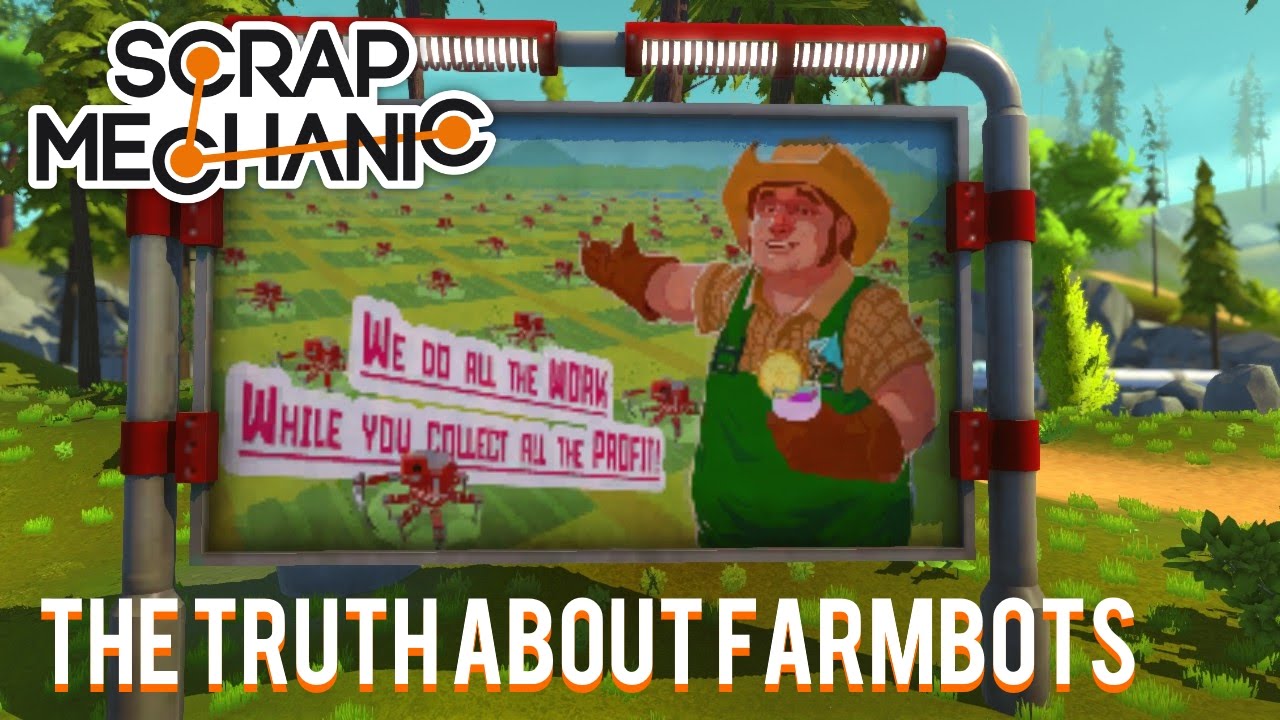 SCRAP
MECHANIC
WE DO ALL THE WORK
WHILE YOU COLLECT ALL THE PROFIT!
THE TRUTH ABOUT FARMBOTS